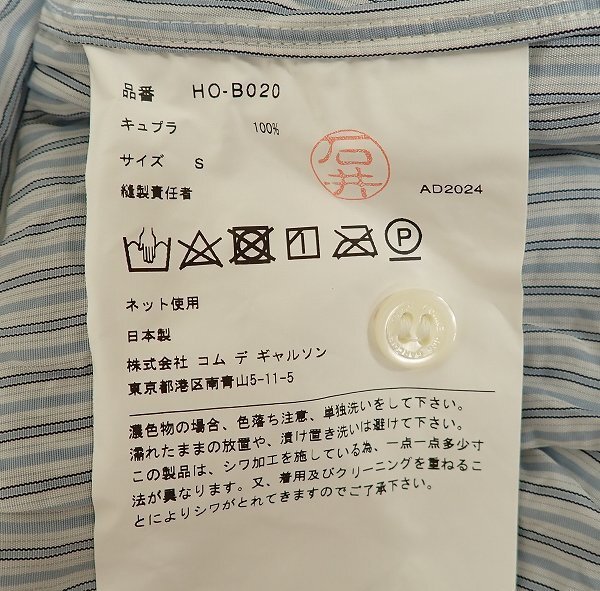 品番 HO-B020
キュプラ 100%
サイズ S
縫製責任者
石井
AD2024
P
ネット使用
日本製
株式会社 コム デ ギャルソン
東京都港区南青山5-11-5
濃色物の場合、色落ち注意、単独洗いをして下さい。
濡れたままの放置や、漬け置き洗いは避けて下さい。
この製品は、シワ加工を施している為、一点一点多少寸
法が異なります。又、着用及びクリーニングを重ねるこ
とによりシワがとれてきますのでご了承下さい。